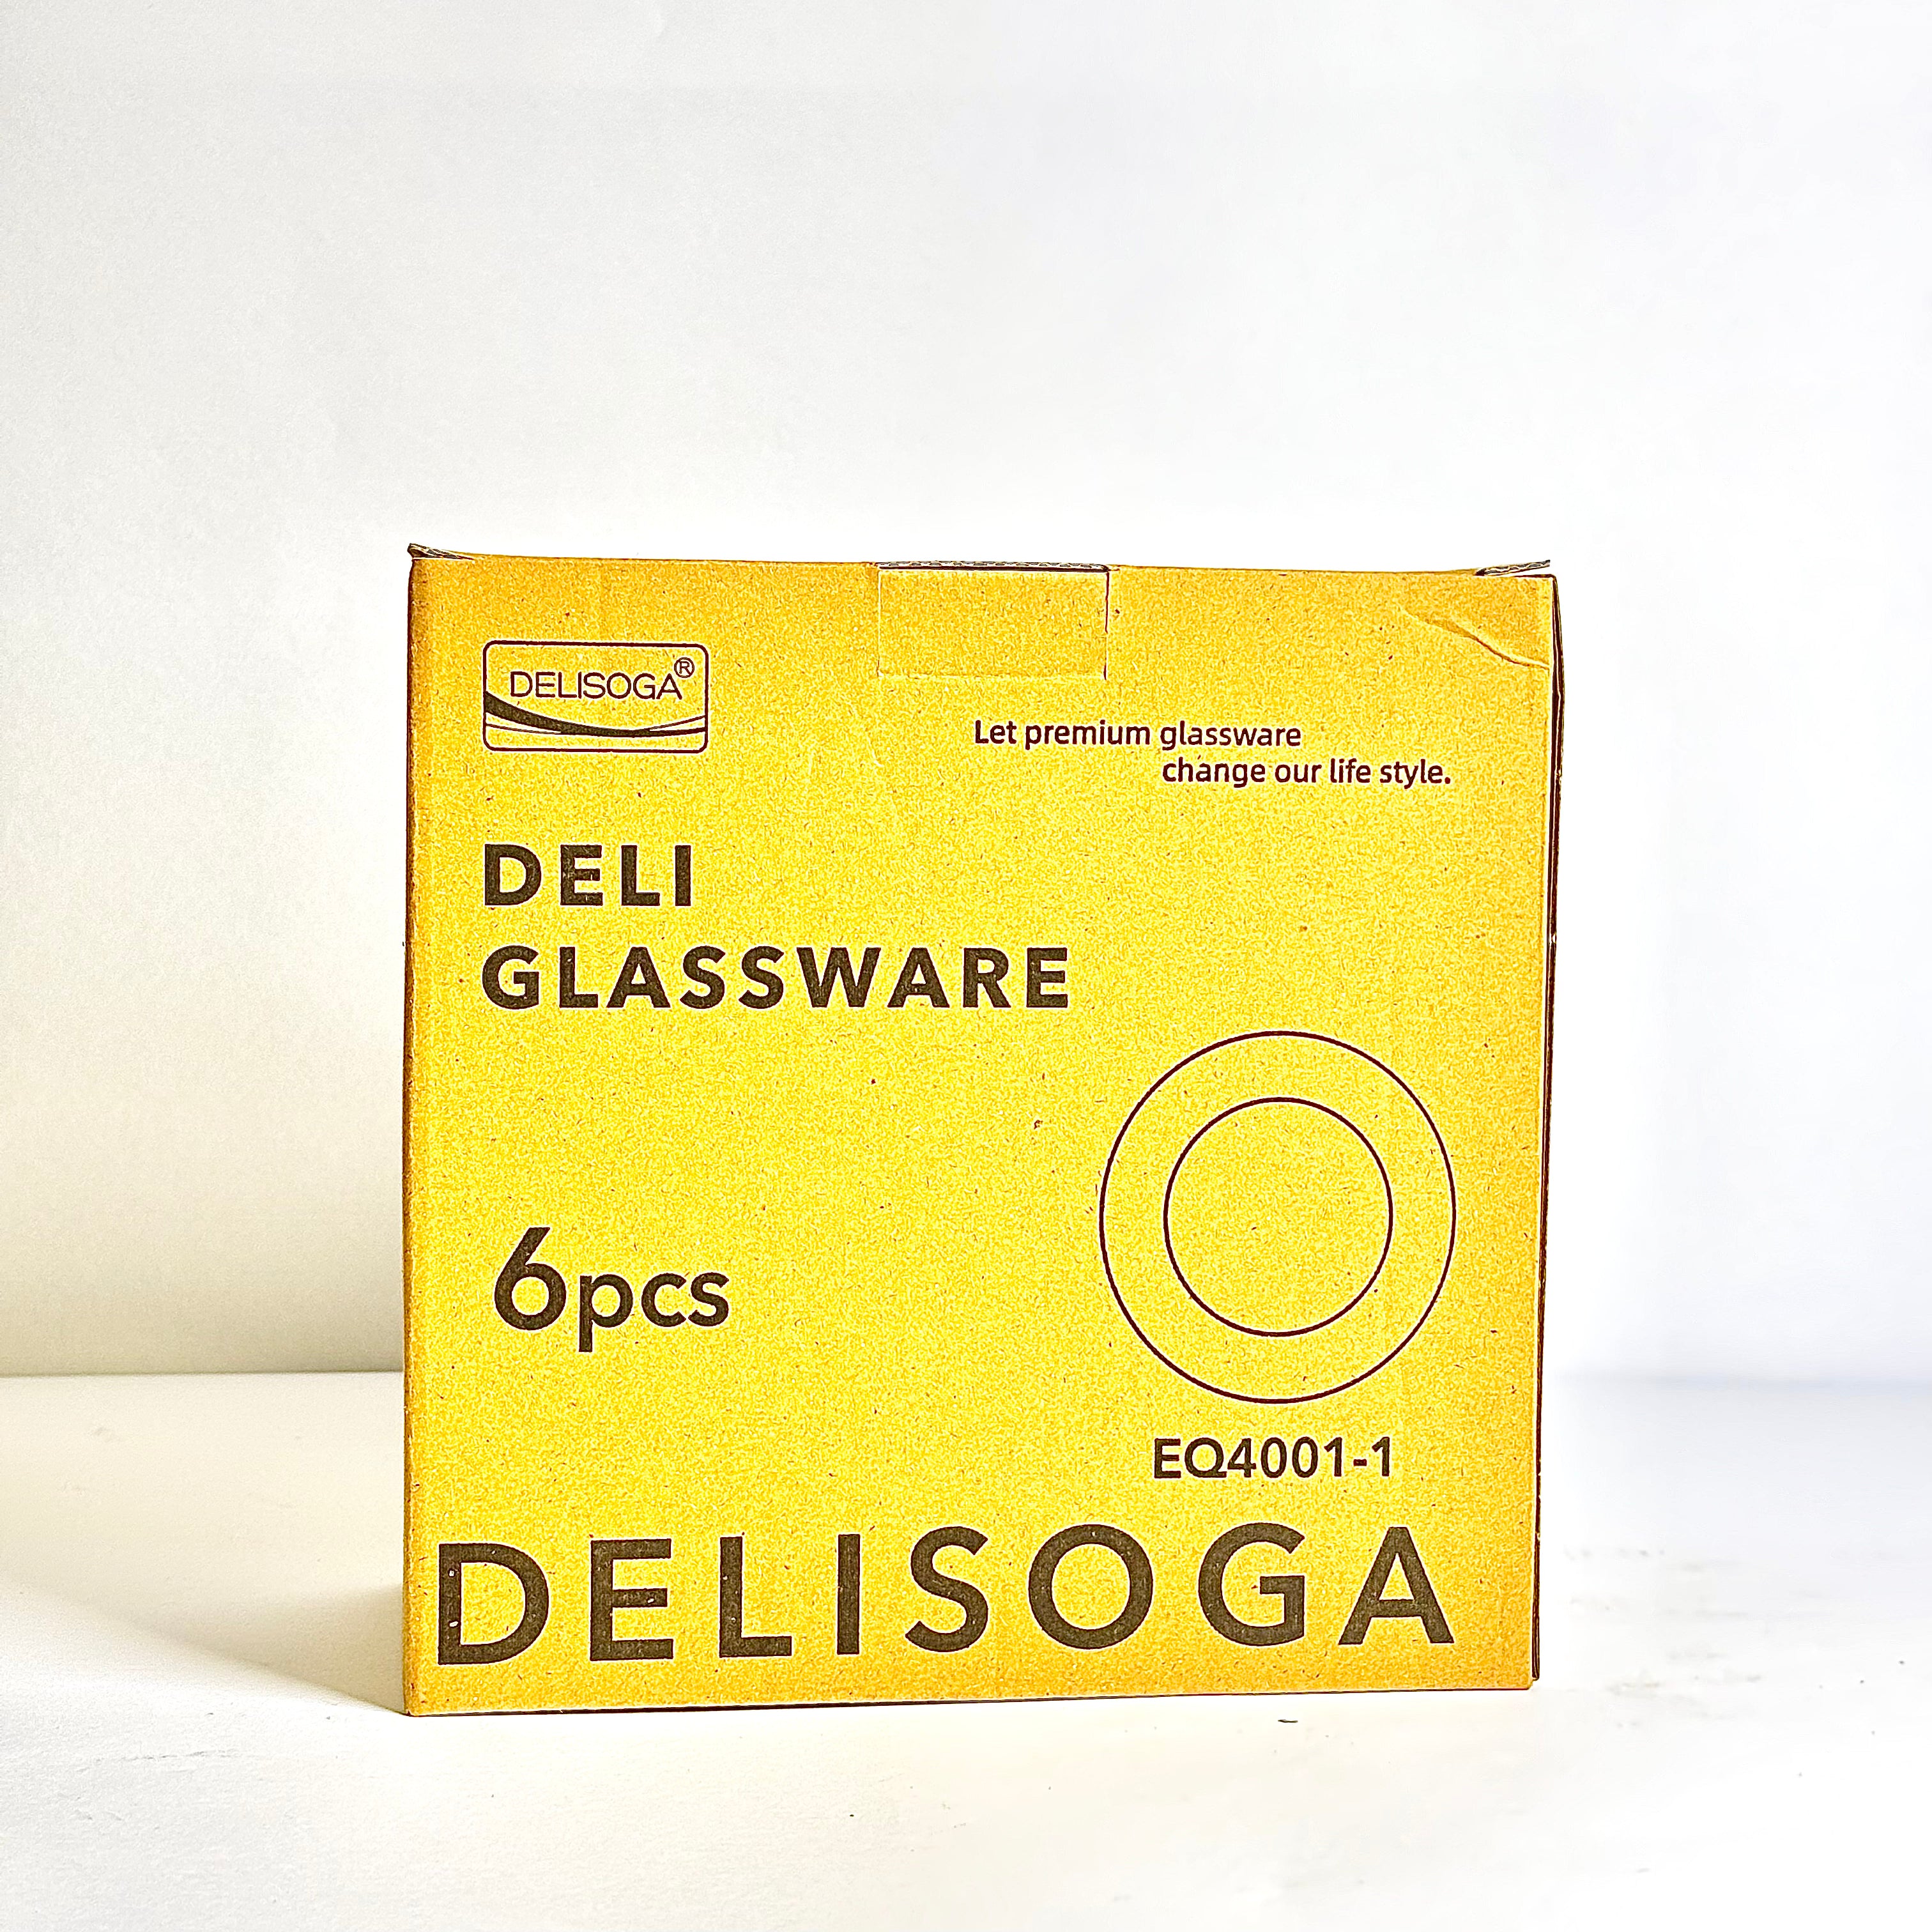 DELISOGA®
Let premium glassware
change our life style.
DELI
GLASSWARE
6pcs
EQ4001-1
DELISOGA